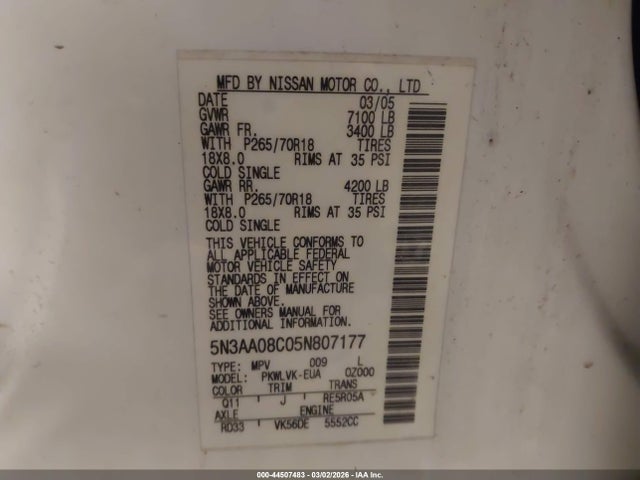 MFD BY NISSAN MOTOR CO., LTD
DATE 03/05
GVWR 7100 LB
GAWR FR. 3400 LB
WITH P265/70R18 TIRES
18X8.0 RIMS AT 35 PSI
COLD SINGLE
GAWR RR. 4200 LB
WITH P265/70R18 TIRES
18X8.0 RIMS AT 35 PSI
COLD SINGLE
THIS VEHICLE CONFORMS TO
ALL APPLICABLE FEDERAL
MOTOR VEHICLE SAFETY
STANDARDS IN EFFECT ON
THE DATE OF MANUFACTURE
SHOWN ABOVE.
SEE OWNERS MANUAL FOR
ADDITIONAL INFORMATION.
5N3AA08C05N807177
TYPE: MPV 009 L
MODEL: PKWLVK-EUA 0Z000
COLOR TRIM TRANS
Q11 J RE5R05A
AXLE ENGINE
RD33 VK56DE 5552CC
000-44507483 - 03/02/2026 - IAA Inc.